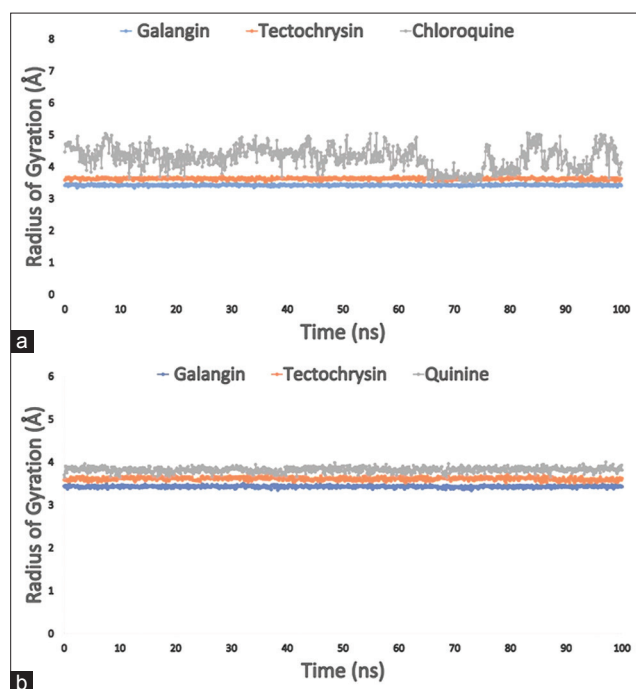 Galangin Tectochrysin Chloroquine
Radius of Gyration (Å)
8
7
6
5
4
3
2
1
0
0 10 20 30 40 50 60 70 80 90 100
Time (ns)
a
Galangin Tectochrysin Quinine
Radius of Gyration (Å)
6
5
4
3
2
1
0
0 10 20 30 40 50 60 70 80 90 100
Time (ns)
b